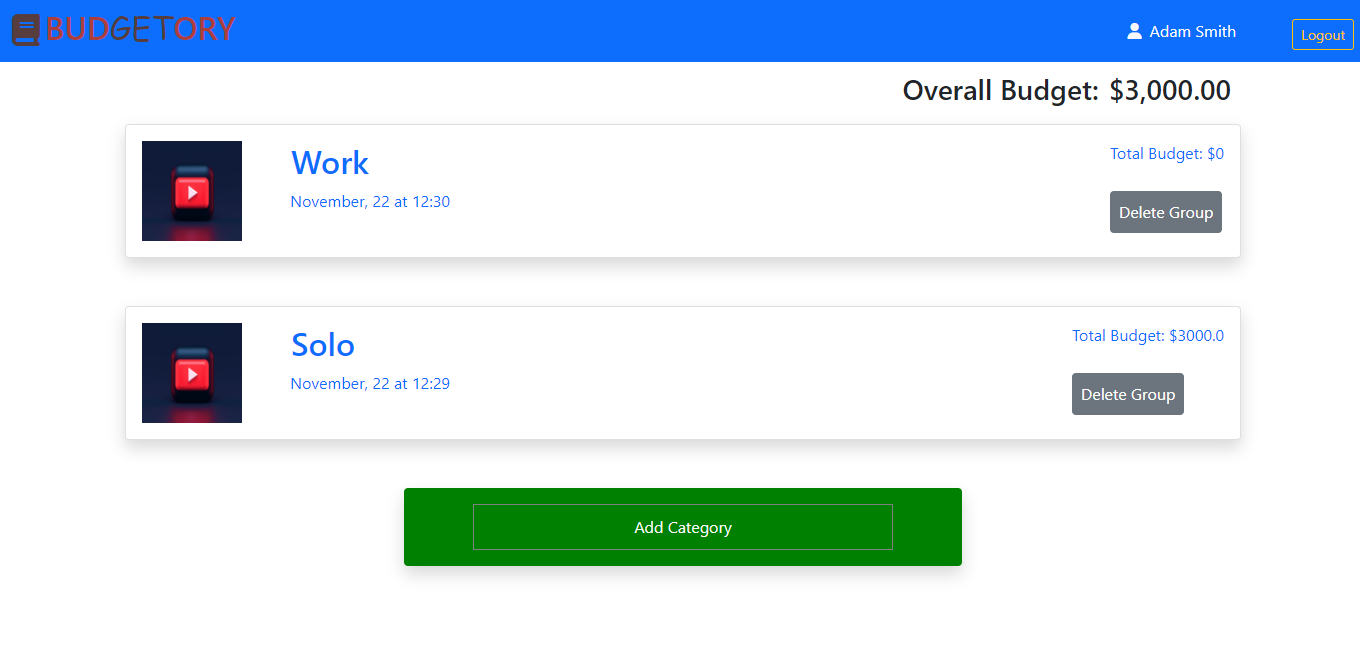 BUDGETORY
Adam Smith
Logout
Overall Budget: $3,000.00
Work
November, 22 at 12:30
Total Budget: $0
Delete Group
Solo
November, 22 at 12:29
Total Budget: $3000.0
Delete Group
Add Category